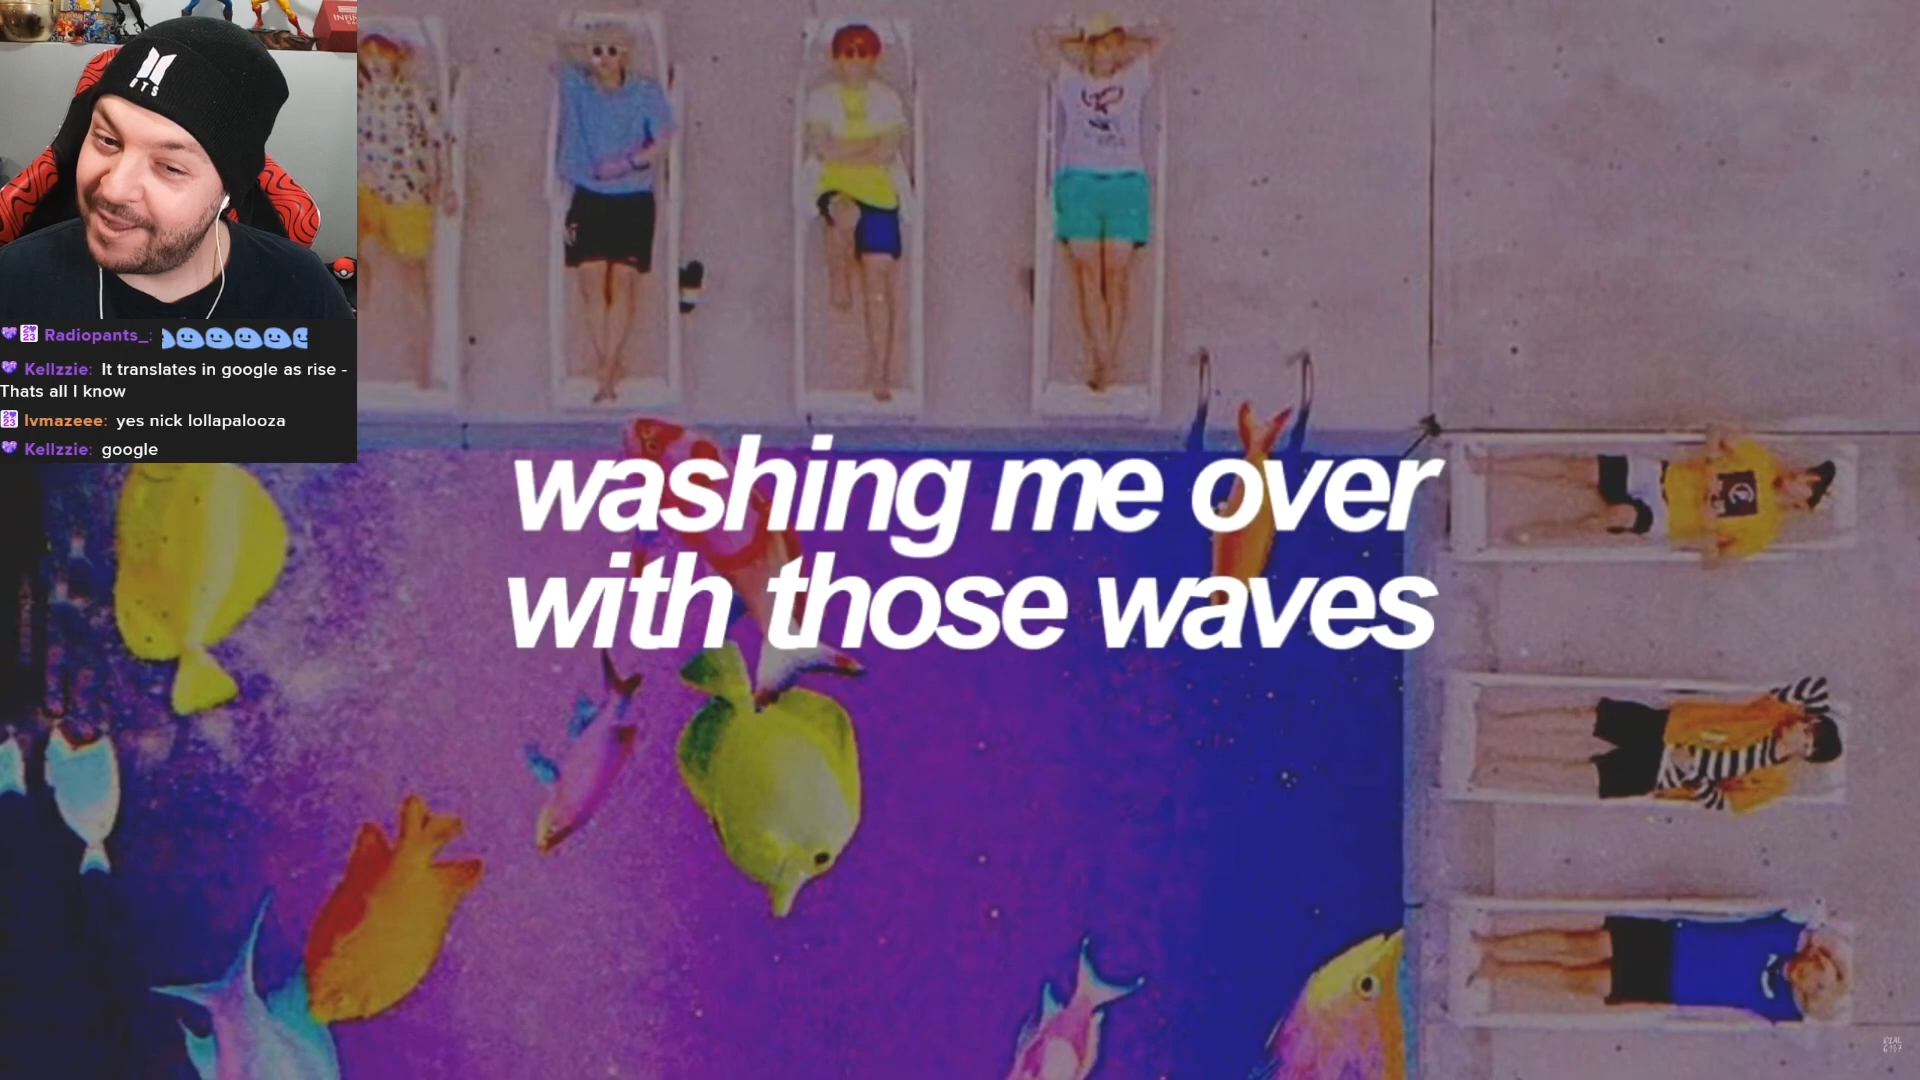 BTS
Radiopants_:
Kellzzie: It translates in google as rise -
Thats all I know
lvmazeee: yes nick lollapalooza
Kellzzie: google
washing me over
with those waves